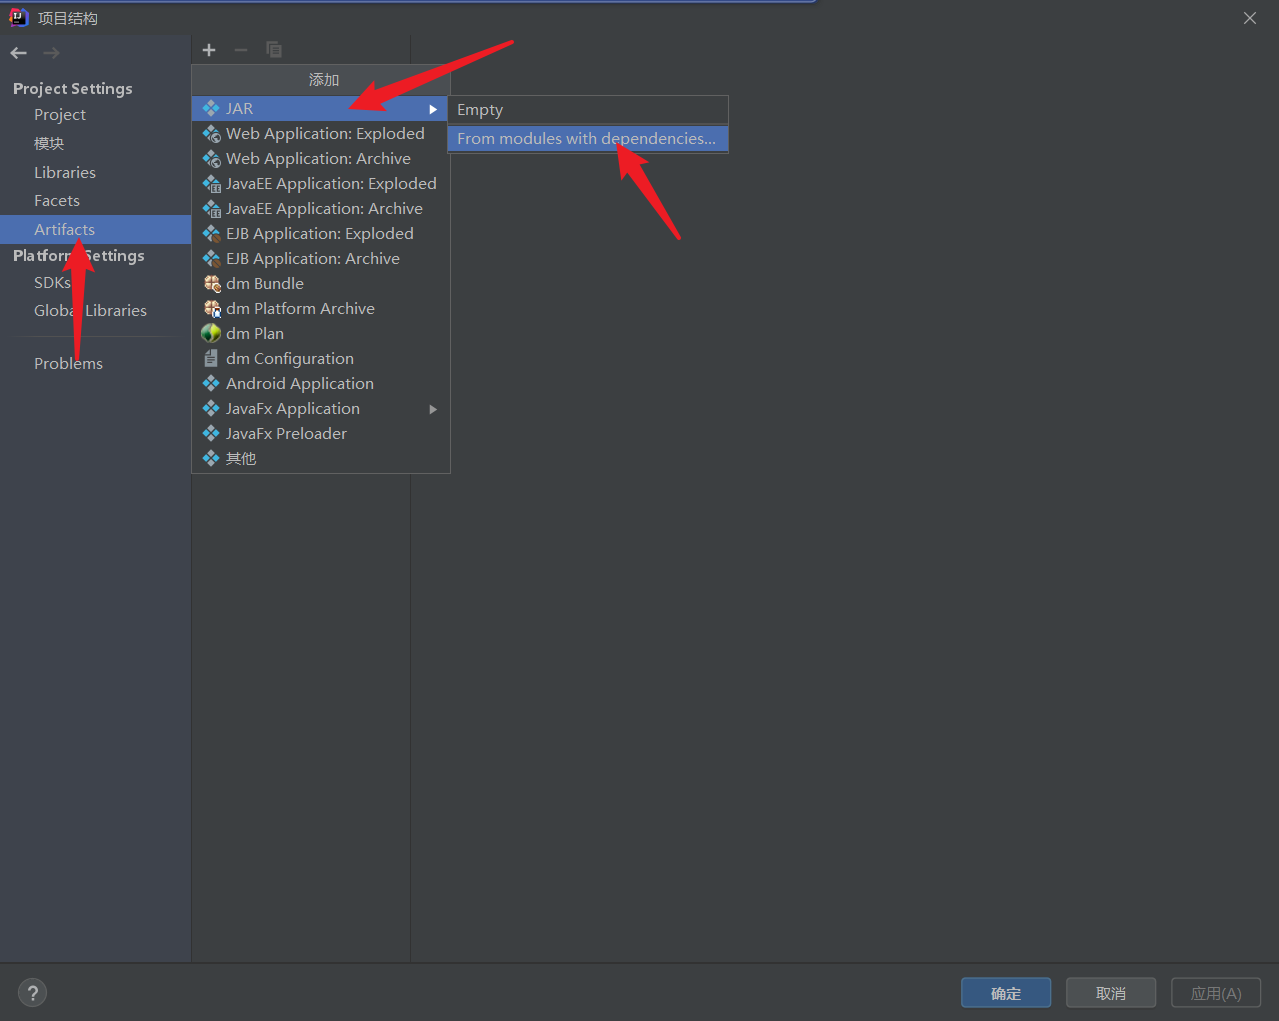 项目结构
Project Settings
Project
模块
Libraries
Facets
Artifacts
Platform Settings
SDKs
Global Libraries
Problems
添加
JAR
Web Application: Exploded
Web Application: Archive
JavaEE Application: Exploded
JavaEE Application: Archive
EJB Application: Exploded
EJB Application: Archive
dm Bundle
dm Platform Archive
dm Plan
dm Configuration
Android Application
JavaFx Application
JavaFx Preloader
其他
Empty
From modules with dependencies...
?
确定
取消
应用(A)